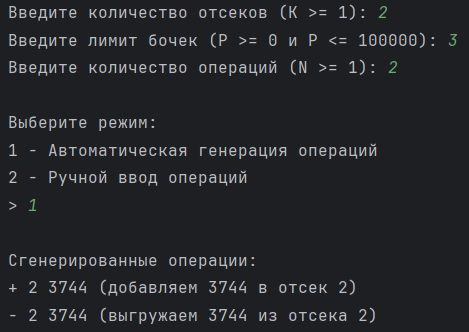 Введите количество отсеков (K >= 1): 2
Введите лимит бочек (P >= 0 и P <= 100000): 3
Введите количество операций (N >= 1): 2
Выберите режим:
1 - Автоматическая генерация операций
2 - Ручной ввод операций
> 1
Сгенерированные операции:
+ 2 3744 (добавляем 3744 в отсек 2)
- 2 3744 (выгружаем 3744 из отсека 2)